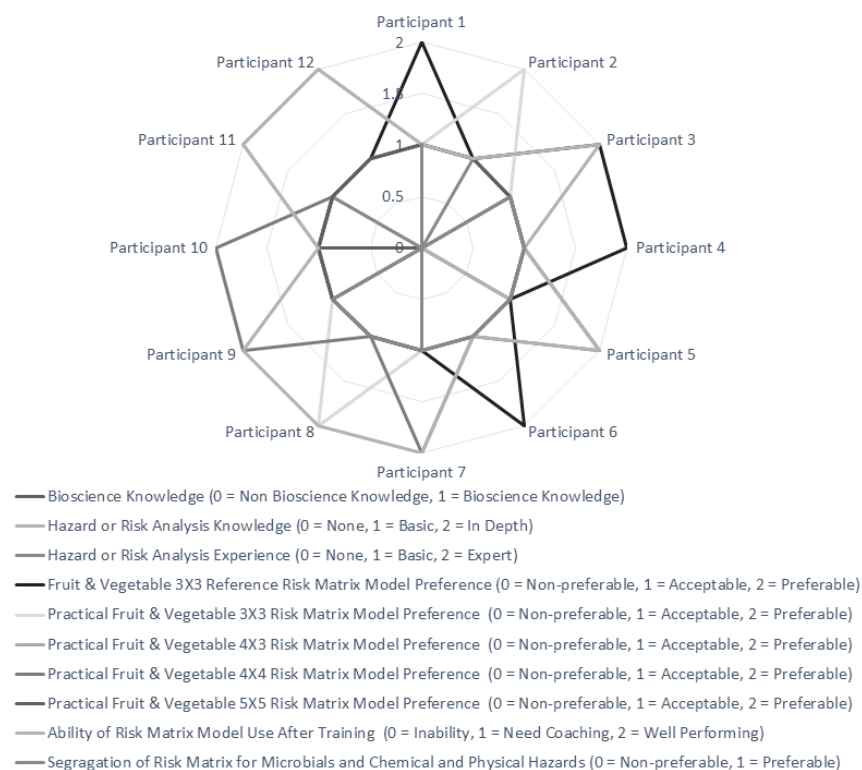 Participant 1
2
Participant 12
Participant 2
1.5
Participant 11
Participant 3
1
0.5
Participant 10
0
Participant 4
Participant 9
Participant 5
Participant 8
Participant 6
Participant 7
Bioscience Knowledge (0 = Non Bioscience Knowledge, 1 = Bioscience Knowledge)
Hazard or Risk Analysis Knowledge (0 = None, 1 = Basic, 2 = In Depth)
Hazard or Risk Analysis Experience (0 = None, 1 = Basic, 2 = Expert)
Fruit & Vegetable 3X3 Reference Risk Matrix Model Preference (0 = Non-preferable, 1 = Acceptable, 2 = Preferable)
Practical Fruit & Vegetable 3X3 Risk Matrix Model Preference (0 = Non-preferable, 1 = Acceptable, 2 = Preferable)
Practical Fruit & Vegetable 4X3 Risk Matrix Model Preference (0 = Non-preferable, 1 = Acceptable, 2 = Preferable)
Practical Fruit & Vegetable 4X4 Risk Matrix Model Preference (0 = Non-preferable, 1 = Acceptable, 2 = Preferable)
Practical Fruit & Vegetable 5X5 Risk Matrix Model Preference (0 = Non-preferable, 1 = Acceptable, 2 = Preferable)
Ability of Risk Matrix Model Use After Training (0 = Inability, 1 = Need Coaching, 2 = Well Performing)
Segragation of Risk Matrix for Microbials and Chemical and Physical Hazards (0 = Non-preferable, 1 = Preferable)